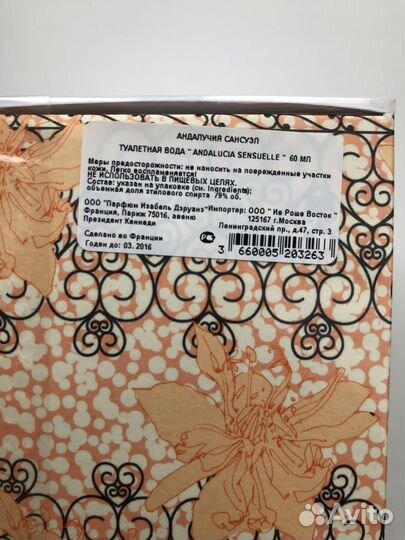 АНДАЛУЧИЯ САНСУЭЛ
ТУАЛЕТНАЯ ВОДА " ANDALUCIA SENSUELLE " 60 МЛ
Меры предосторожности: не наносить на поврежденные участки
кожи. Легко воспламеняется!
НЕ ИСПОЛЬЗОВАТЬ В ПИЩЕВЫХ ЦЕЛЯХ.
Состав: указан на упаковке (см. Ingredients);
объемная доля этилового спирта 79% об.
ООО "Парфюм Изабель Дэруанэ" Импортер: ООО " Ив Роше Восток "
Франция, Париж 75016, авеню 125167 г.Москва
Президент Кеннеди Ленинградский пр., д.47, стр. 3
Сделано во Франции
Годен до: 03. 2016
3 660005 203263
Avito